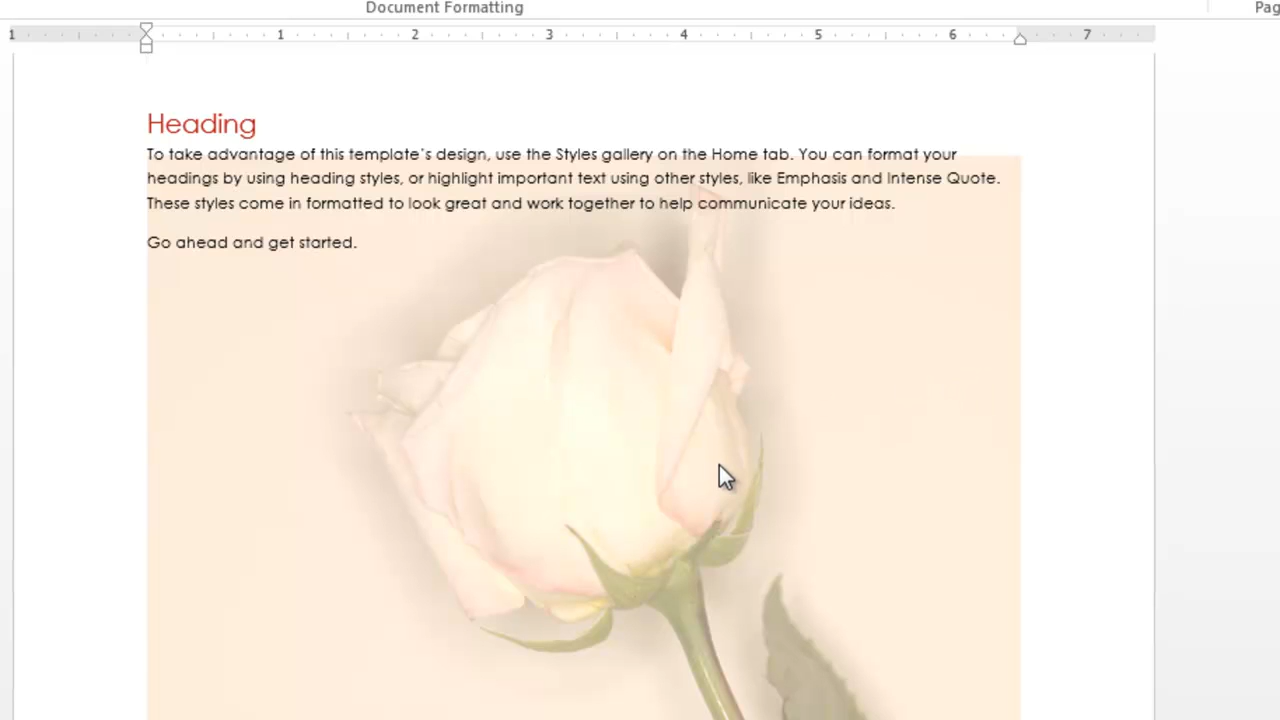 Document Formatting
Pag
1 1 2 3 4 5 6 7
Heading
To take advantage of this template's design, use the Styles gallery on the Home tab. You can format your
headings by using heading styles, or highlight important text using other styles, like Emphasis and Intense Quote.
These styles come in formatted to look great and work together to help communicate your ideas.
Go ahead and get started.